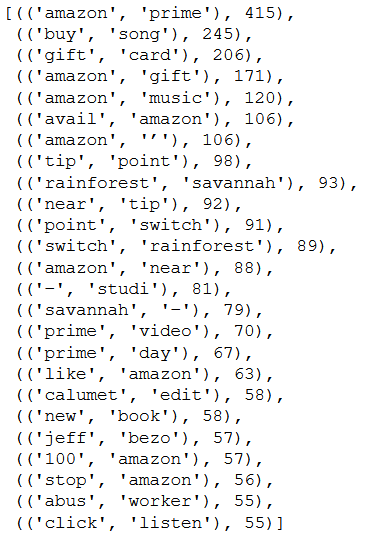 [(('amazon', 'prime'), 415),
(('buy', 'song'), 245),
(('gift', 'card'), 206),
(('amazon', 'gift'), 171),
(('amazon', 'music'), 120),
(('avail', 'amazon'), 106),
(('amazon', '’'), 106),
(('tip', 'point'), 98),
(('rainforest', 'savannah'), 93),
(('near', 'tip'), 92),
(('point', 'switch'), 91),
(('switch', 'rainforest'), 89),
(('amazon', 'near'), 88),
(('–', 'studi'), 81),
(('savannah', '–'), 79),
(('prime', 'video'), 70),
(('prime', 'day'), 67),
(('like', 'amazon'), 63),
(('calumet', 'edit'), 58),
(('new', 'book'), 58),
(('jeff', 'bezo'), 57),
(('100', 'amazon'), 57),
(('stop', 'amazon'), 56),
(('abus', 'worker'), 55),
(('click', 'listen'), 55)]